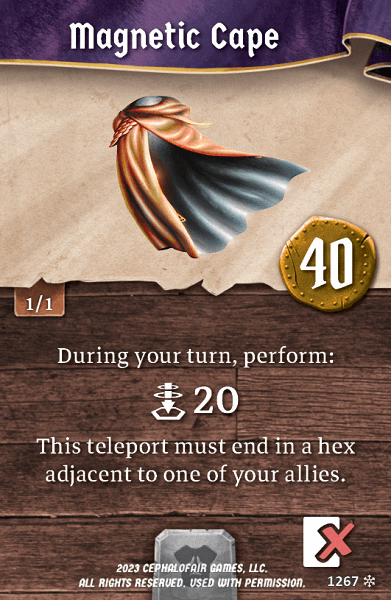 Magnetic Cape
40
1/1
During your turn, perform:
20
This teleport must end in a hex
adjacent to one of your allies.
2023 CEPHALOFAIR GAMES, LLC.
ALL RIGHTS RESERVED. USED WITH PERMISSION.
1267